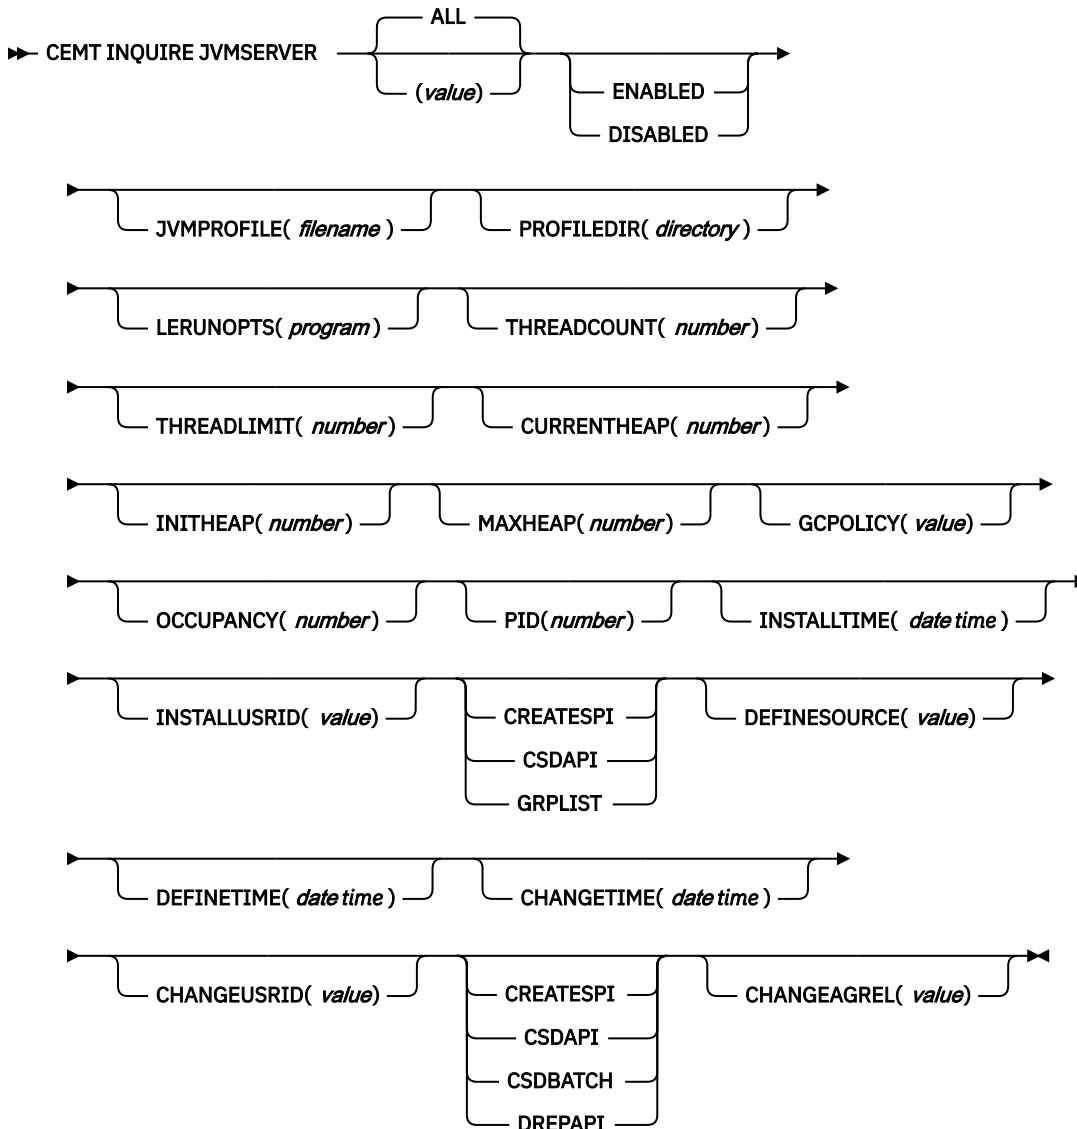 ALL
CEMT INQUIRE JVMSERVER
(value)
ENABLED
DISABLED
JVMPROFILE( filename ) PROFILEDIR( directory )
LERUNOPTS( program ) THREADCOUNT( number )
THREADLIMIT( number ) CURRENTHEAP( number )
INITHEAP( number ) MAXHEAP( number ) GCPOLICY( value)
OCCUPANCY( number ) PID(number) INSTALLTIME( date time )
INSTALLUSRID( value) CREATESPI DEFINESOURCE( value)
CSDAPI
GRPLIST
DEFINETIME( date time ) CHANGETIME( date time )
CHANGEUSRID( value) CREATESPI CHANGEAGREL( value)
CSDAPI
CSDBATCH
DREPAPI